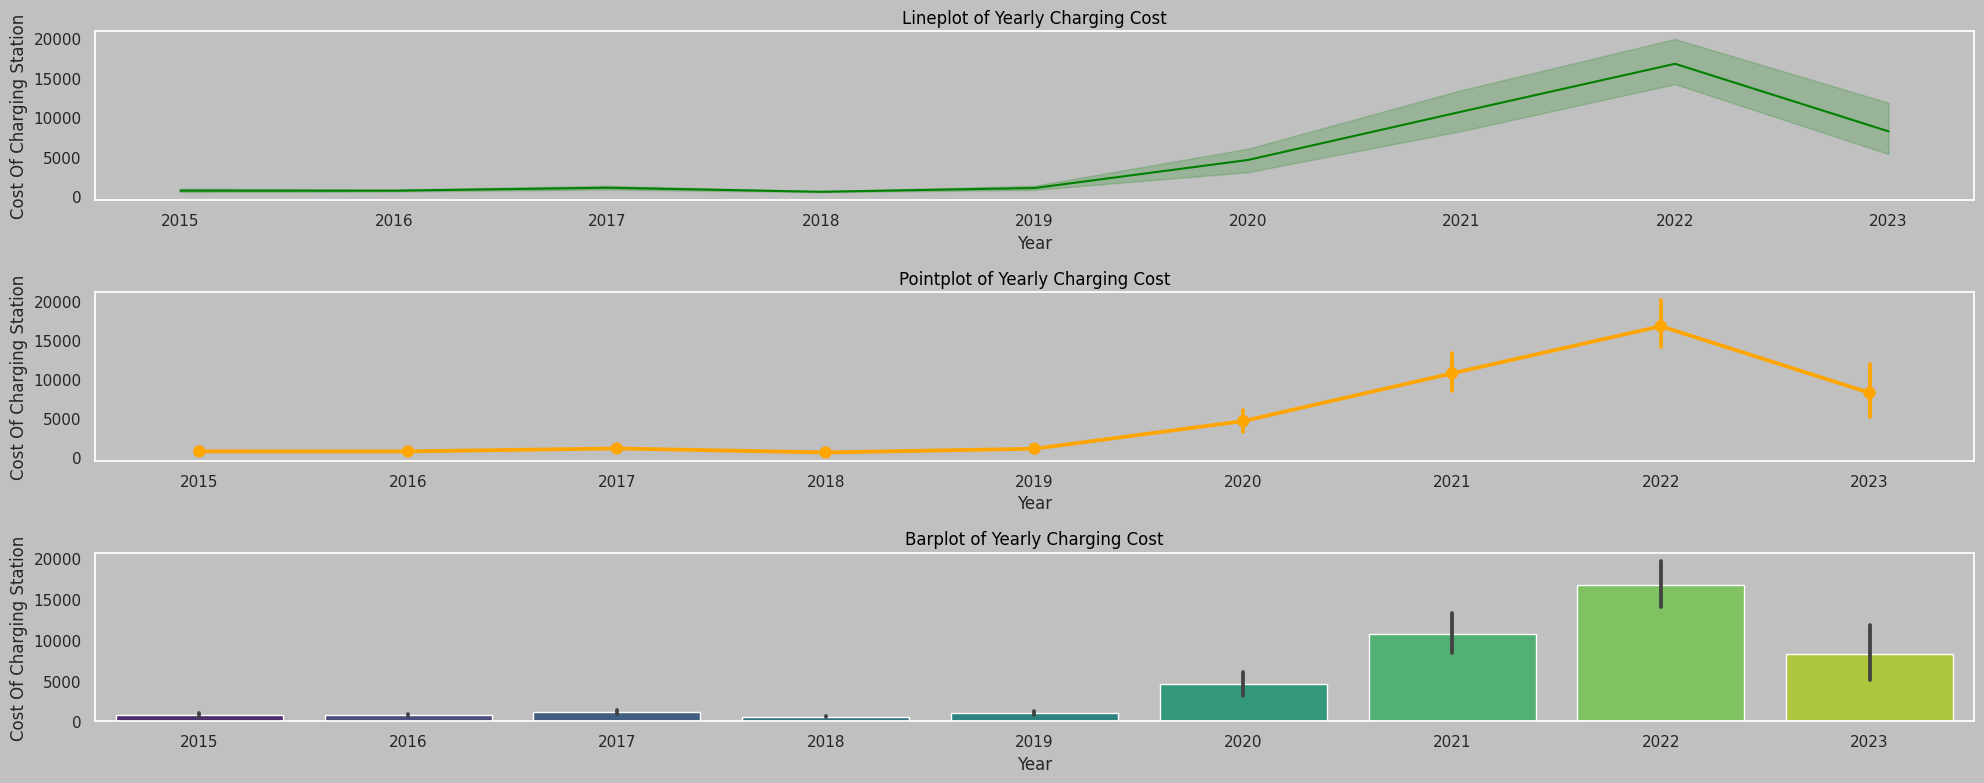 Lineplot of Yearly Charging Cost
Cost Of Charging Station
20000
15000
10000
5000
0
2015 2016 2017 2018 2019 2020 2021 2022 2023
Year
Pointplot of Yearly Charging Cost
Cost Of Charging Station
20000
15000
10000
5000
0
2015 2016 2017 2018 2019 2020 2021 2022 2023
Year
Barplot of Yearly Charging Cost
Cost Of Charging Station
20000
15000
10000
5000
0
2015 2016 2017 2018 2019 2020 2021 2022 2023
Year